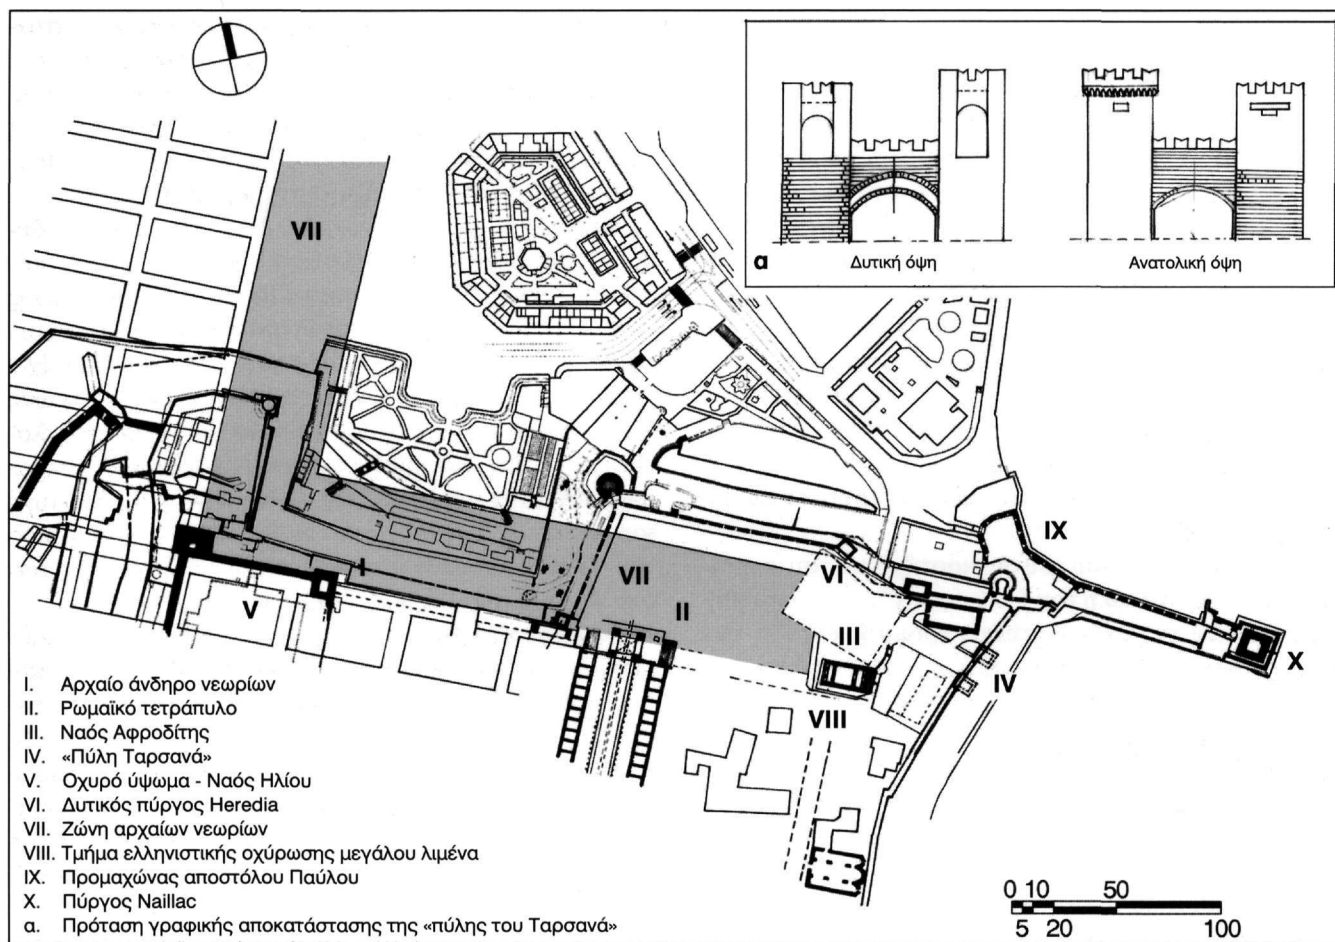 α
Δυτική όψη
Ανατολική όψη
VII
IX
VII
VI
II
III
V
IV
X
VIII
I. Αρχαίο άνδηρο νεωρίων
II. Ρωμαϊκό τετράπυλο
III. Ναός Αφροδίτης
IV. «Πύλη Ταρσανά»
V. Οχυρό ύψωμα - Ναός Ηλίου
VI. Δυτικός πύργος Heredia
VII. Ζώνη αρχαίων νεωρίων
VIII. Τμήμα ελληνιστικής οχύρωσης μεγάλου λιμένα
IX. Προμαχώνας αποστόλου Παύλου
X. Πύργος Naillac
α. Πρόταση γραφικής αποκατάστασης της «πύλης του Ταρσανά»
0 10 50
5 20 100